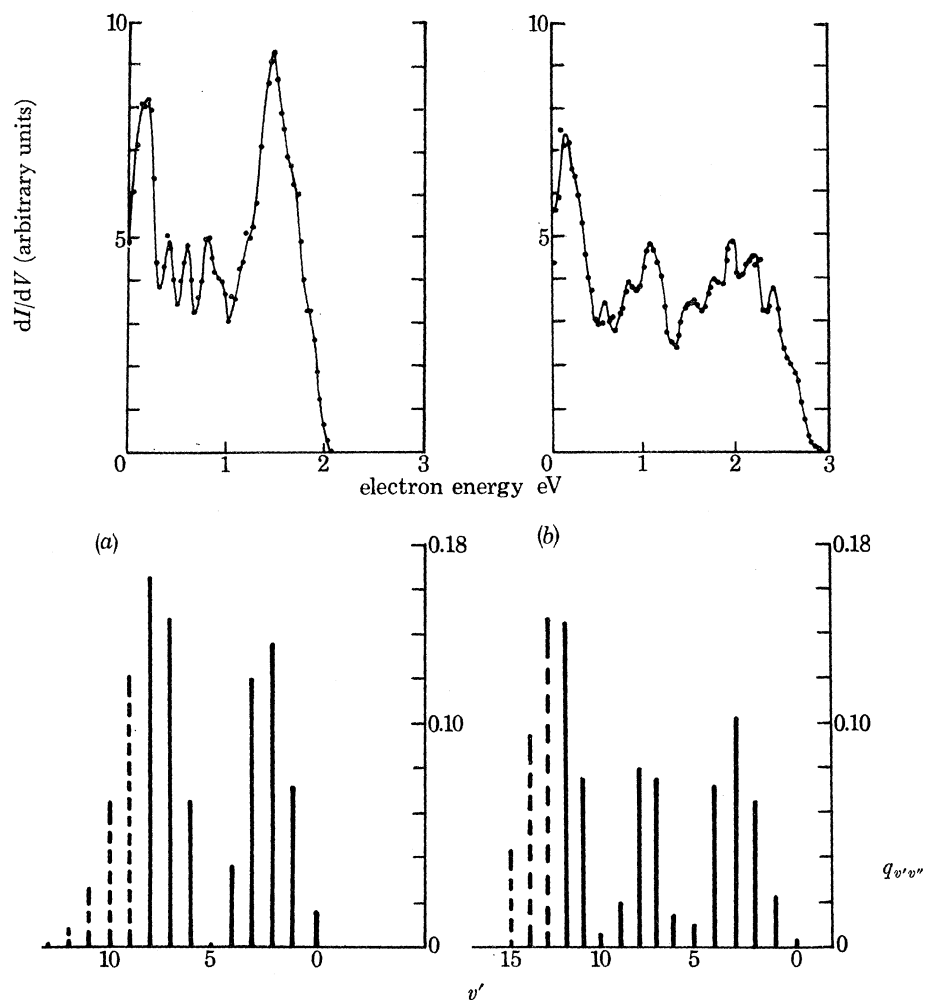 10
5
dI/dV (arbitrary units)
0 1 2 3
10
5
0 1 2 3
electron energy eV
(a)
0.18
0.10
0
10 5 0
(b)
0.18
0.10
0
15 10 5 0
q_{v'v''}
v'